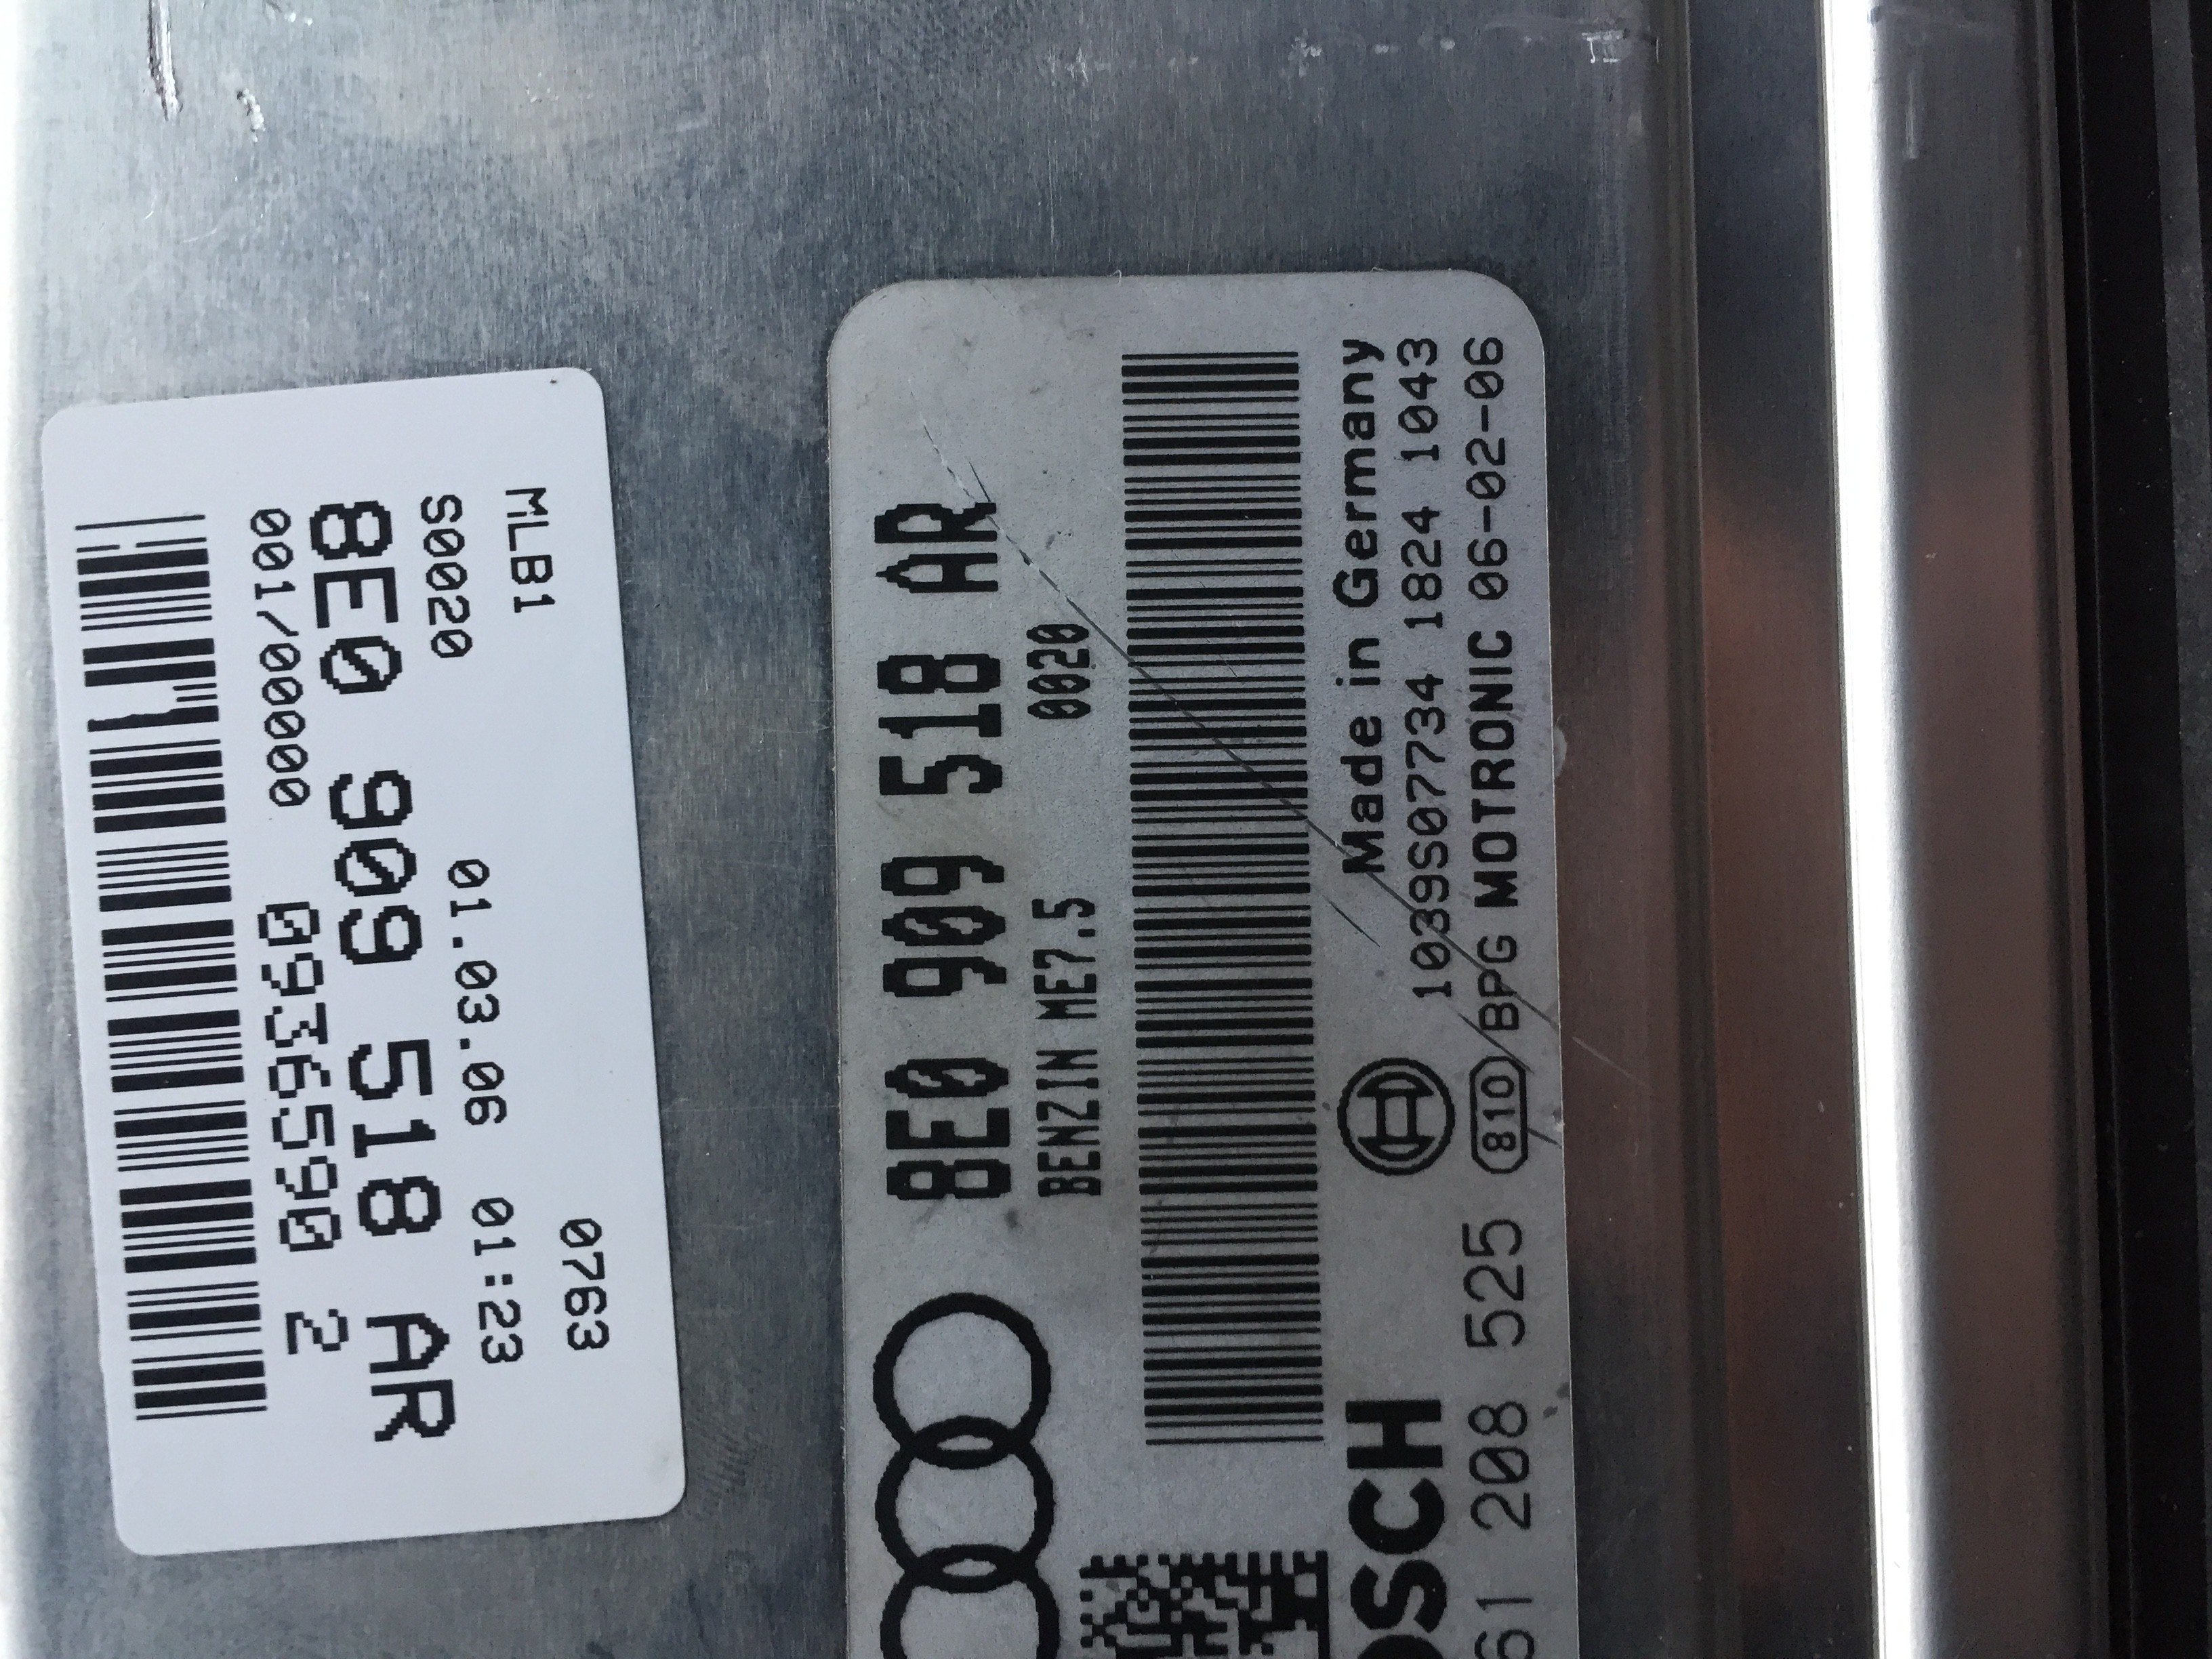 MLB1 0763
S0020 01.03.06 01:23
8E0 909 518 AR
001/00000 0936590 2
8E0 909 518 AR
BENZIN ME7.5 0020
Made in Germany
1039S07734 1824 1043
61 208 525 810 /BPG MOTRONIC 06-02-06
OSCH